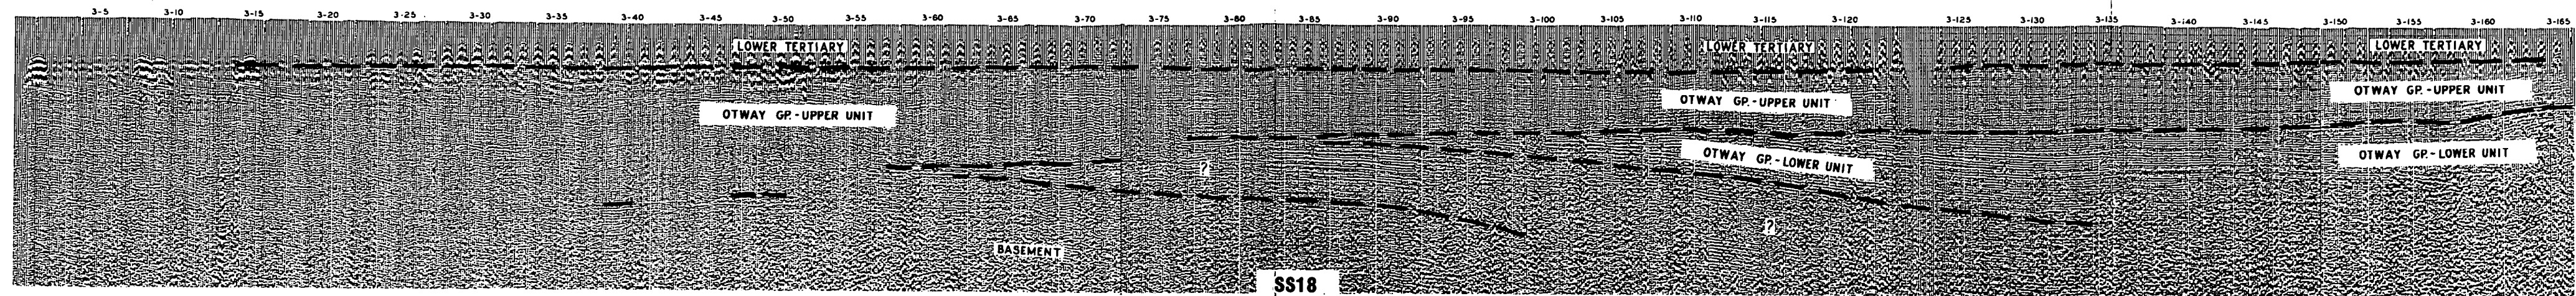 3-5 3-10 3-15 3-20 3-25 3-30 3-35 3-40 3-45 3-50 3-55 3-60 3-65 3-70 3-75 3-80 3-85 3-90 3-95 3-100 3-105 3-110 3-115 3-120 3-125 3-130 3-135 3-140 3-145 3-150 3-155 3-160 3-165
LOWER TERTIARY LOWER TERTIARY LOWER TERTIARY
OTWAY GP.-UPPER UNIT OTWAY GP.-UPPER UNIT OTWAY GP.-UPPER UNIT
? OTWAY GP.-LOWER UNIT OTWAY GP.-LOWER UNIT
?
BASEMENT
SS18